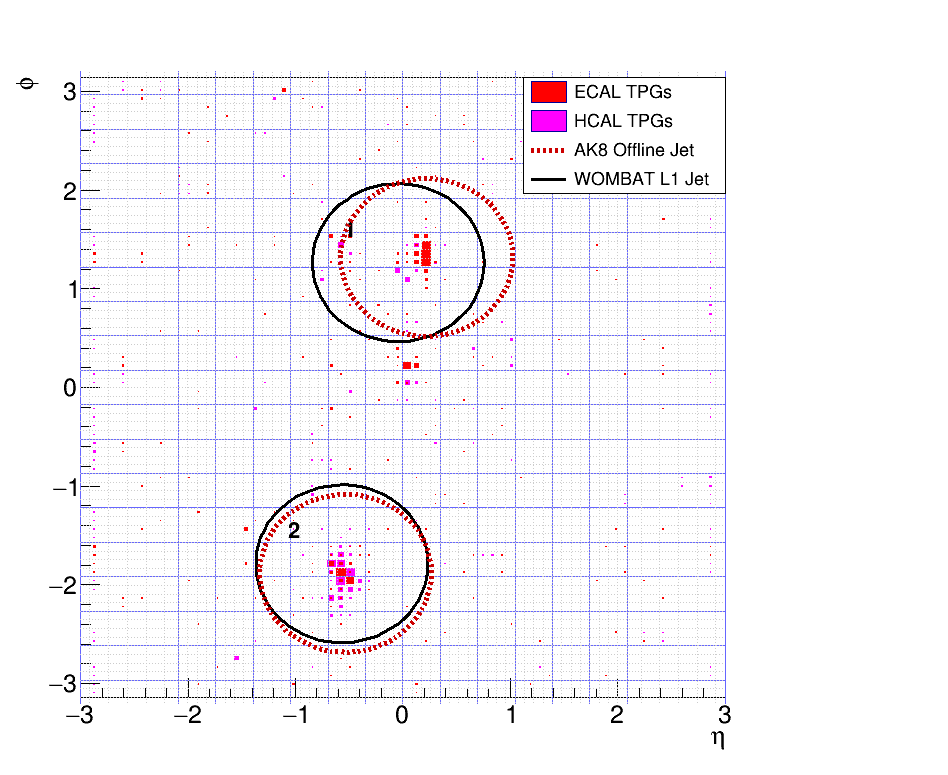 ϕ
3
2
1
0
−1
−2
−3
ECAL TPGs
HCAL TPGs
AK8 Offline Jet
WOMBAT L1 Jet
1
2
−3 −2 −1 0 1 2 3
η